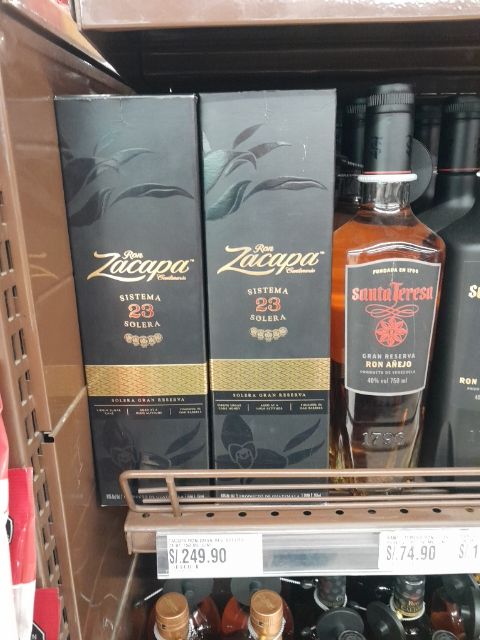 Ron
Zacapa
Centenario
SISTEMA
23
SOLERA
SOLERA GRAN RESERVA
Ron
Zacapa
Centenario
SISTEMA
23
SOLERA
SOLERA GRAN RESERVA
FUNDADA EN 1796
Santa Teresa
GRAN RESERVA
RON AÑEJO
PRODUCTO DE VENEZUELA
40% vol 750 ml
1796
RON
S/.249.90
S/.74.90
S/.1